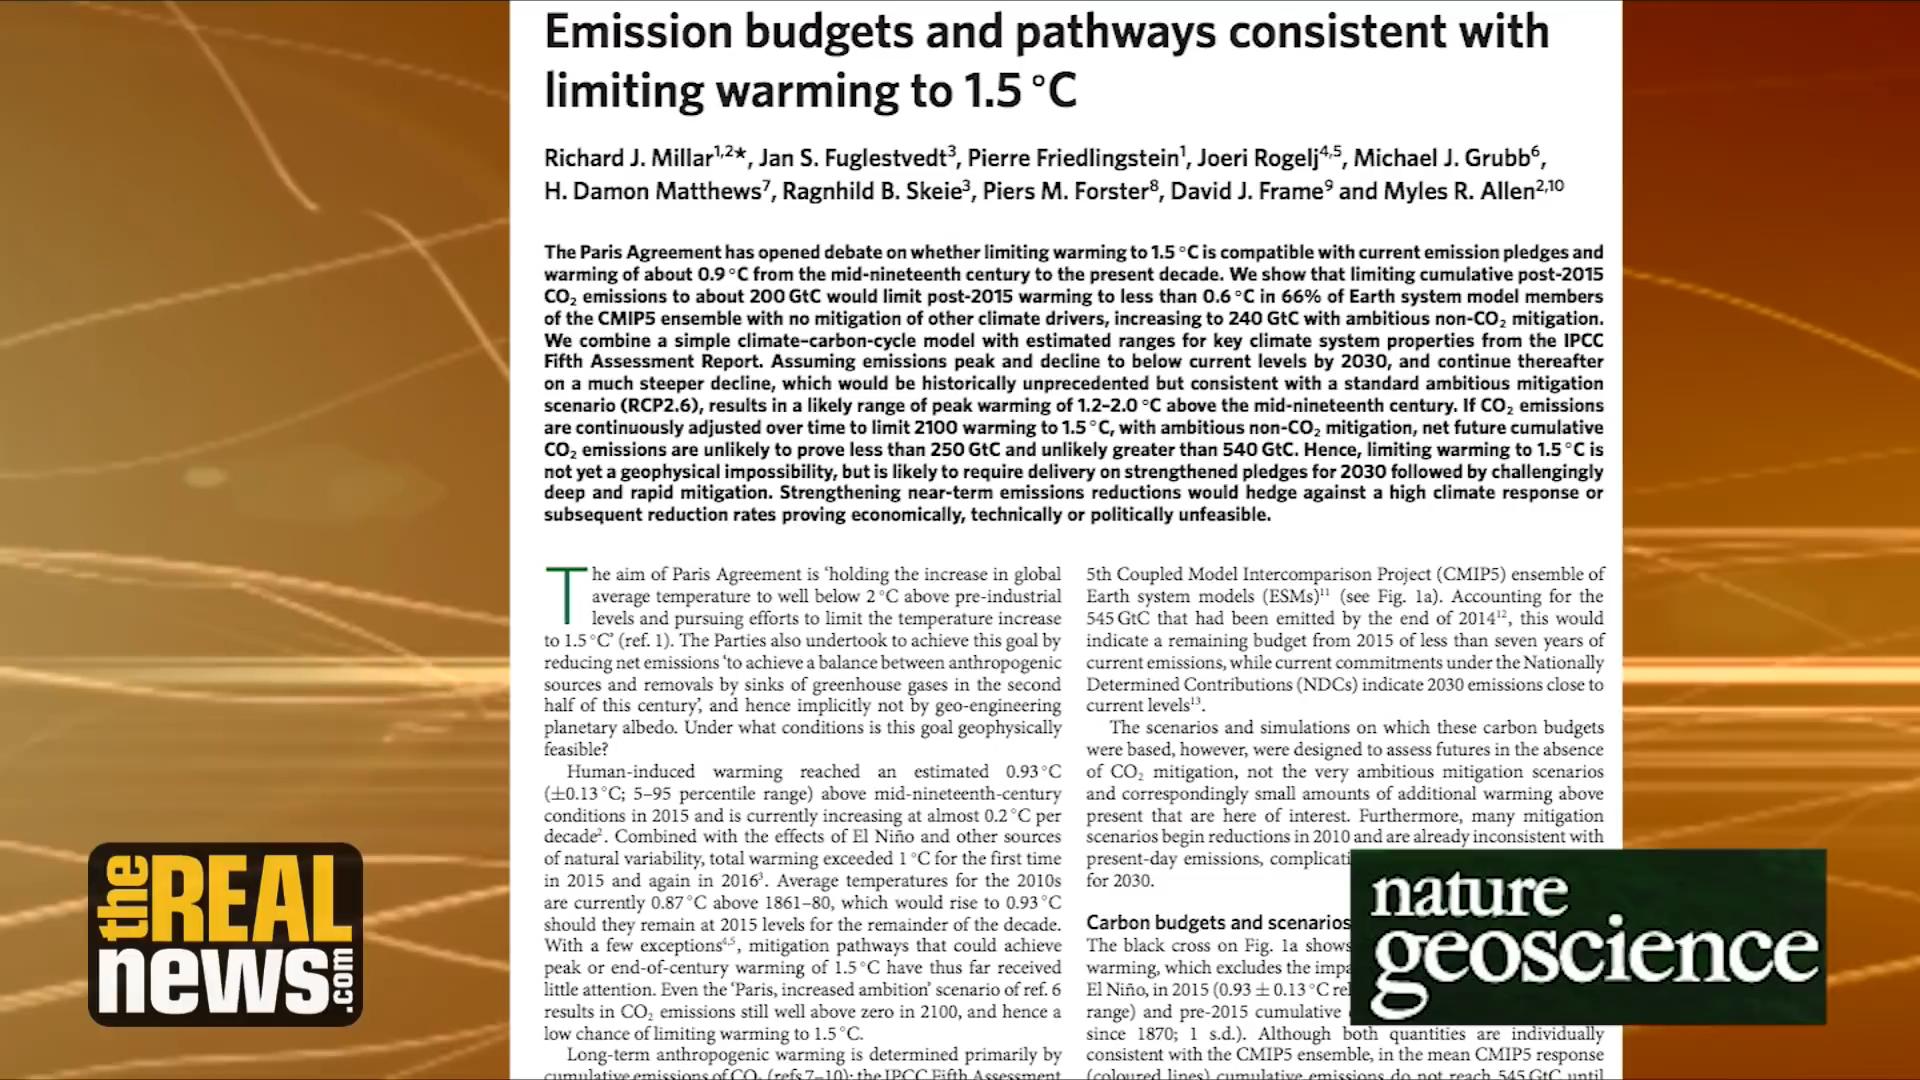 Emission budgets and pathways consistent with
limiting warming to 1.5 °C
Richard J. Millar1,2*, Jan S. Fuglestvedt3, Pierre Friedlingstein1, Joeri Rogelj4,5, Michael J. Grubb6,
H. Damon Matthews7, Ragnhild B. Skeie3, Piers M. Forster8, David J. Frame9 and Myles R. Allen2,10
The Paris Agreement has opened debate on whether limiting warming to 1.5 °C is compatible with current emission pledges and
warming of about 0.9 °C from the mid-nineteenth century to the present decade. We show that limiting cumulative post-2015
CO2 emissions to about 200 GtC would limit post-2015 warming to less than 0.6 °C in 66% of Earth system model members
of the CMIP5 ensemble with no mitigation of other climate drivers, increasing to 240 GtC with ambitious non-CO2 mitigation.
We combine a simple climate–carbon-cycle model with estimated ranges for key climate system properties from the IPCC
Fifth Assessment Report. Assuming emissions peak and decline to below current levels by 2030, and continue thereafter
on a much steeper decline, which would be historically unprecedented but consistent with a standard ambitious mitigation
scenario (RCP2.6), results in a likely range of peak warming of 1.2–2.0 °C above the mid-nineteenth century. If CO2 emissions
are continuously adjusted over time to limit 2100 warming to 1.5 °C, with ambitious non-CO2 mitigation, net future cumulative
CO2 emissions are unlikely to prove less than 250 GtC and unlikely greater than 540 GtC. Hence, limiting warming to 1.5 °C is
not yet a geophysical impossibility, but is likely to require delivery on strengthened pledges for 2030 followed by challengingly
deep and rapid mitigation. Strengthening near-term emissions reductions would hedge against a high climate response or
subsequent reduction rates proving economically, technically or politically unfeasible.
The aim of Paris Agreement is 'holding the increase in global
average temperature to well below 2 °C above pre-industrial
levels and pursuing efforts to limit the temperature increase
to 1.5 °C' (ref. 1). The Parties also undertook to achieve this goal by
reducing net emissions 'to achieve a balance between anthropogenic
sources and removals by sinks of greenhouse gases in the second
half of this century', and hence implicitly not by geo-engineering
planetary albedo. Under what conditions is this goal geophysically
feasible?
Human-induced warming reached an estimated 0.93 °C
(±0.13 °C; 5–95 percentile range) above mid-nineteenth-century
conditions in 2015 and is currently increasing at almost 0.2 °C per
decade2. Combined with the effects of El Niño and other sources
of natural variability, total warming exceeded 1 °C for the first time
in 2015 and again in 20163. Average temperatures for the 2010s
are currently 0.87 °C above 1861–80, which would rise to 0.93 °C
should they remain at 2015 levels for the remainder of the decade.
With a few exceptions4,5, mitigation pathways that could achieve
peak or end-of-century warming of 1.5 °C have thus far received
little attention. Even the 'Paris, increased ambition' scenario of ref. 6
results in CO2 emissions still well above zero in 2100, and hence a
low chance of limiting warming to 1.5 °C.
Long-term anthropogenic warming is determined primarily by
cumulative emissions of CO2 (refs 7–10): the IPCC Fifth Assessment
5th Coupled Model Intercomparison Project (CMIP5) ensemble of
Earth system models (ESMs)11 (see Fig. 1a). Accounting for the
545 GtC that had been emitted by the end of 201412, this would
indicate a remaining budget from 2015 of less than seven years of
current emissions, while current commitments under the Nationally
Determined Contributions (NDCs) indicate 2030 emissions close to
current levels13.
The scenarios and simulations on which these carbon budgets
were based, however, were designed to assess futures in the absence
of CO2 mitigation, not the very ambitious mitigation scenarios
and correspondingly small amounts of additional warming above
present that are here of interest. Furthermore, many mitigation
scenarios begin reductions in 2010 and are already inconsistent with
present-day emissions, complicati
for 2030.
Carbon budgets and scenarios
The black cross on Fig. 1a shows
warming, which excludes the impa
El Niño, in 2015 (0.93 ± 0.13 °C rel
range) and pre-2015 cumulative
since 1870; 1 s.d.). Although both quantities are individually
consistent with the CMIP5 ensemble, in the mean CMIP5 response
(coloured lines) cumulative emissions do not reach 545 GtC until
the REAL
news.com
nature
geoscience